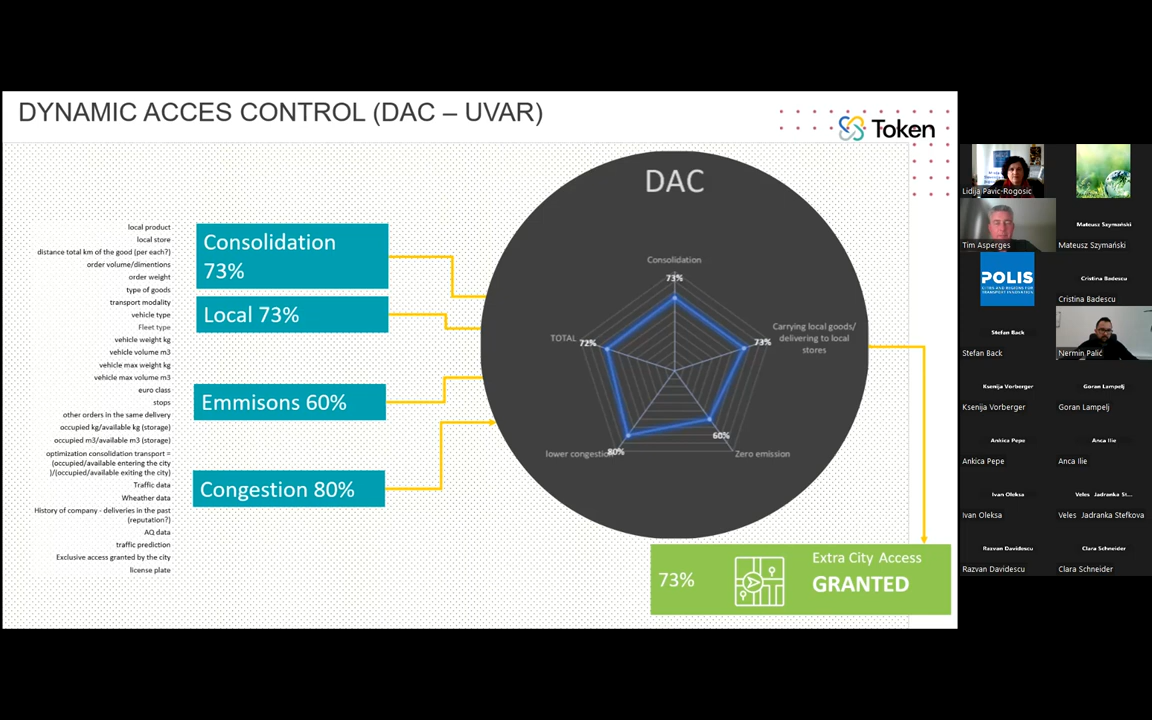 DYNAMIC ACCES CONTROL (DAC – UVAR)
Token
local product
local store
distance total km of the good (per each?)
order volume/dimentions
order weight
type of goods
transport modality
vehicle type
Fleet type
vehicle weight kg
vehicle volume m3
vehicle max weight kg
vehicle max volume m3
euro class
stops
other orders in the same delivery
occupied kg/available kg (storage)
occupied m3/available m3 (storage)
optimization consolidation transport =
(occupied/available entering the city
)/(occupied/available exiting the city)
Traffic data
Wheather data
History of company - deliveries in the past
(reputation?)
AQ data
traffic prediction
Exclusive access granted by the city
license plate
Consolidation
73%
Local 73%
Emmisons 60%
Congestion 80%
DAC
Consolidation
73%
Carrying local goods/
delivering to local
stores
73%
TOTAL
72%
lower congestion
80%
60%
Zero emission
73%
Extra City Access
GRANTED
Lidija Pavic-Rogosic
Tim Asperges
Mateusz Szymański
Mateusz Szymański
POLIS
CITIES AND REGIONS FOR
TRANSPORT INNOVATION
Cristina Badescu
Cristina Badescu
Stefan Back
Stefan Back
Nermin Palić
Ksenija Vorberger
Ksenija Vorberger
Goran Lampelj
Goran Lampelj
Ankica Pepe
Ankica Pepe
Anca Ilie
Anca Ilie
Ivan Oleksa
Ivan Oleksa
Veles Jadranka St...
Veles Jadranka Stefkova
Razvan Davidescu
Razvan Davidescu
Clara Schneider
Clara Schneider